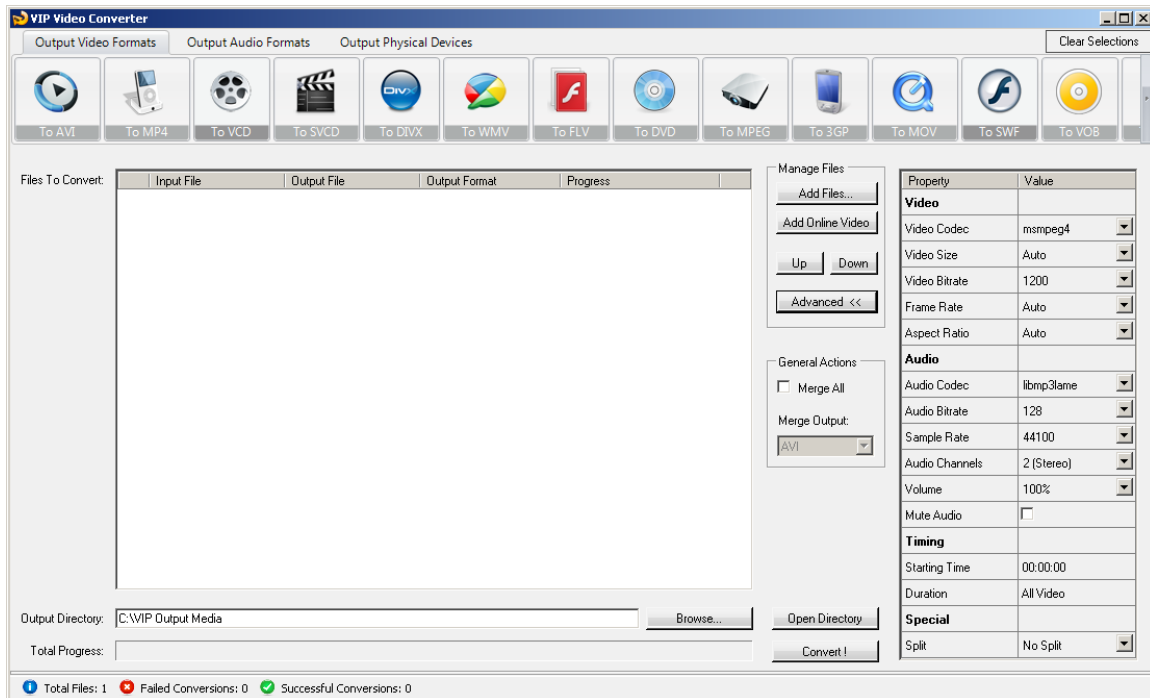 VIP Video Converter
Output Video Formats Output Audio Formats Output Physical Devices Clear Selections
DIVX
To AVI To MP4 To VCD To SVCD To DIVX To WMV To FLV To DVD To MPEG To 3GP To MOV To SWF To VOB
Files To Convert: Input File Output File Output Format Progress
Manage Files
Add Files...
Add Online Video
Up Down
Advanced <<
General Actions
Merge All
Merge Output:
AVI
Property Value
Video
Video Codec msmpeg4
Video Size Auto
Video Bitrate 1200
Frame Rate Auto
Aspect Ratio Auto
Audio
Audio Codec libmp3lame
Audio Bitrate 128
Sample Rate 44100
Audio Channels 2 (Stereo)
Volume 100%
Mute Audio
Timing
Starting Time 00:00:00
Duration All Video
Special
Split No Split
Output Directory: C:\VIP Output Media Browse... Open Directory
Total Progress: Convert !
Total Files: 1 Failed Conversions: 0 Successful Conversions: 0